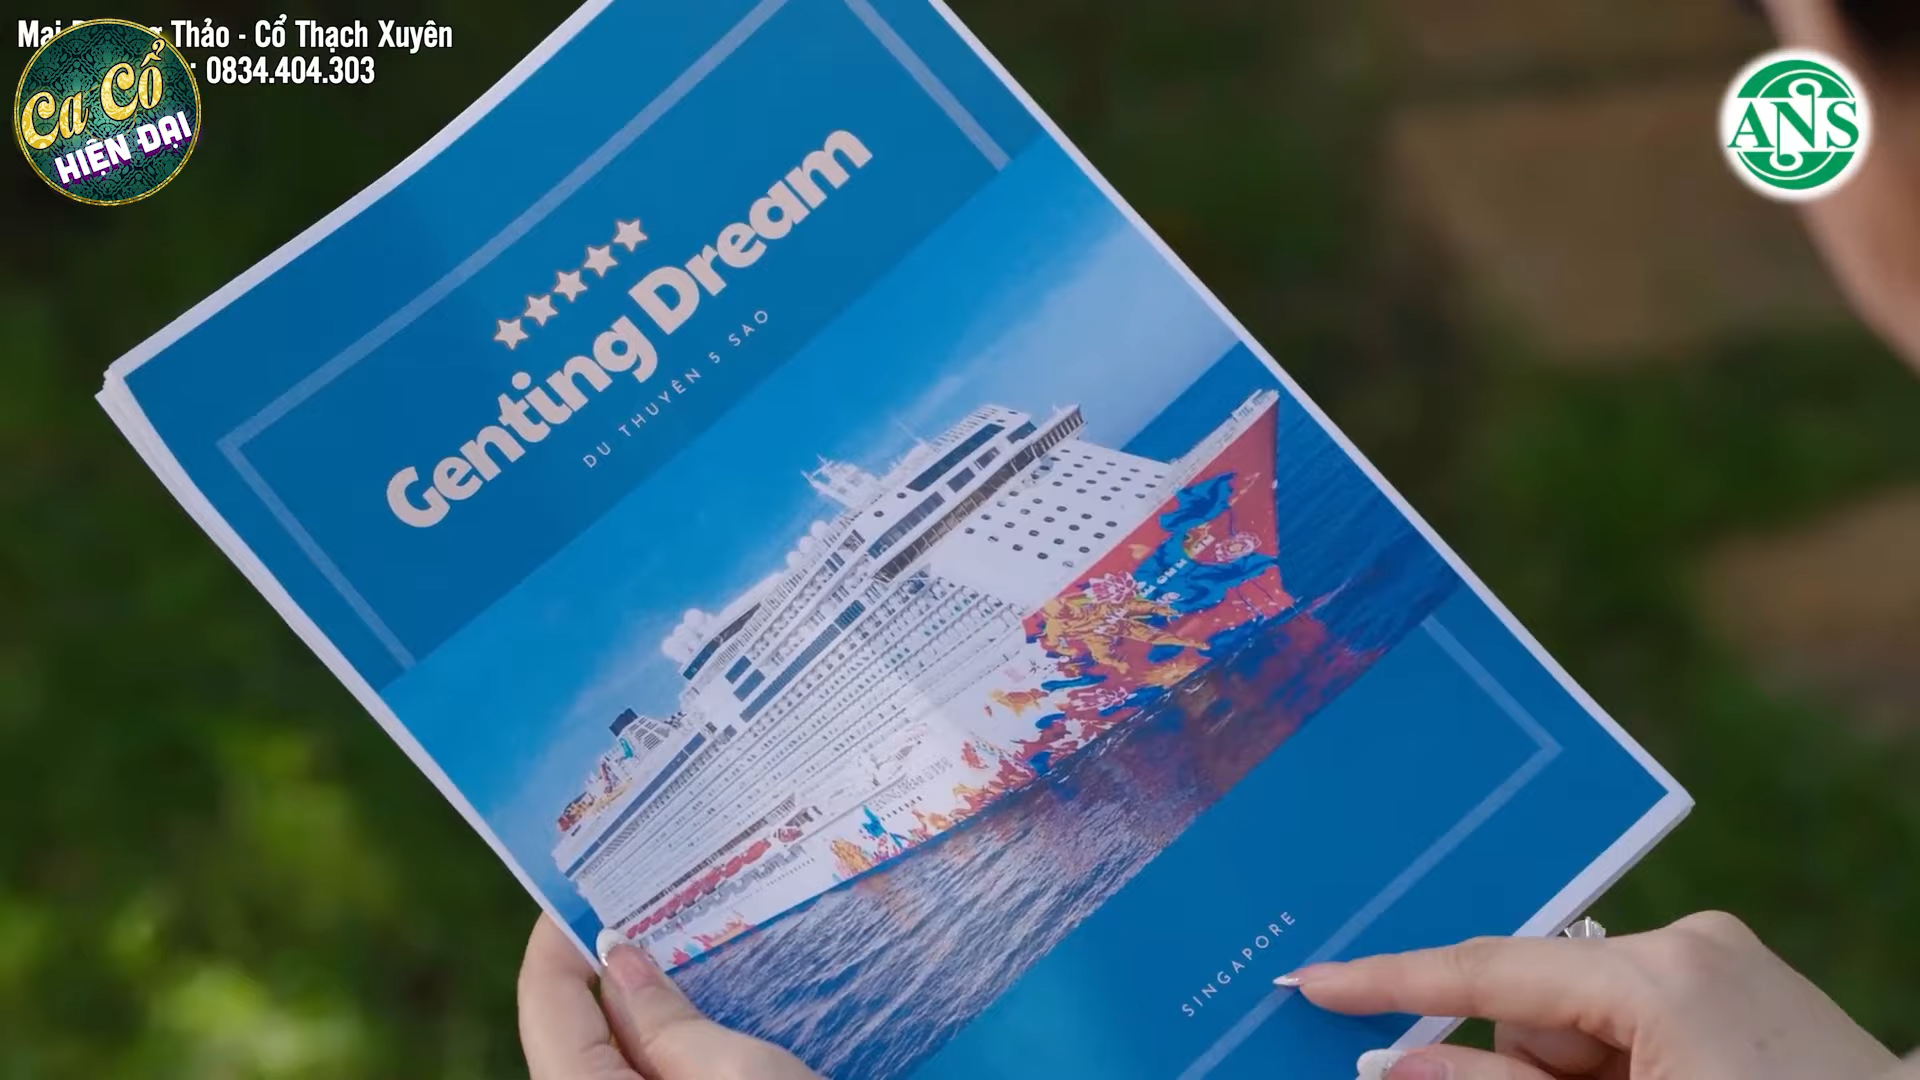 Thảo - Cổ Thạch Xuyên
: 0834.404.303
Ca Cổ
HIỆN ĐẠI
ANS
Genting Dream
DU THUYỀN 5 SAO
SINGAPORE